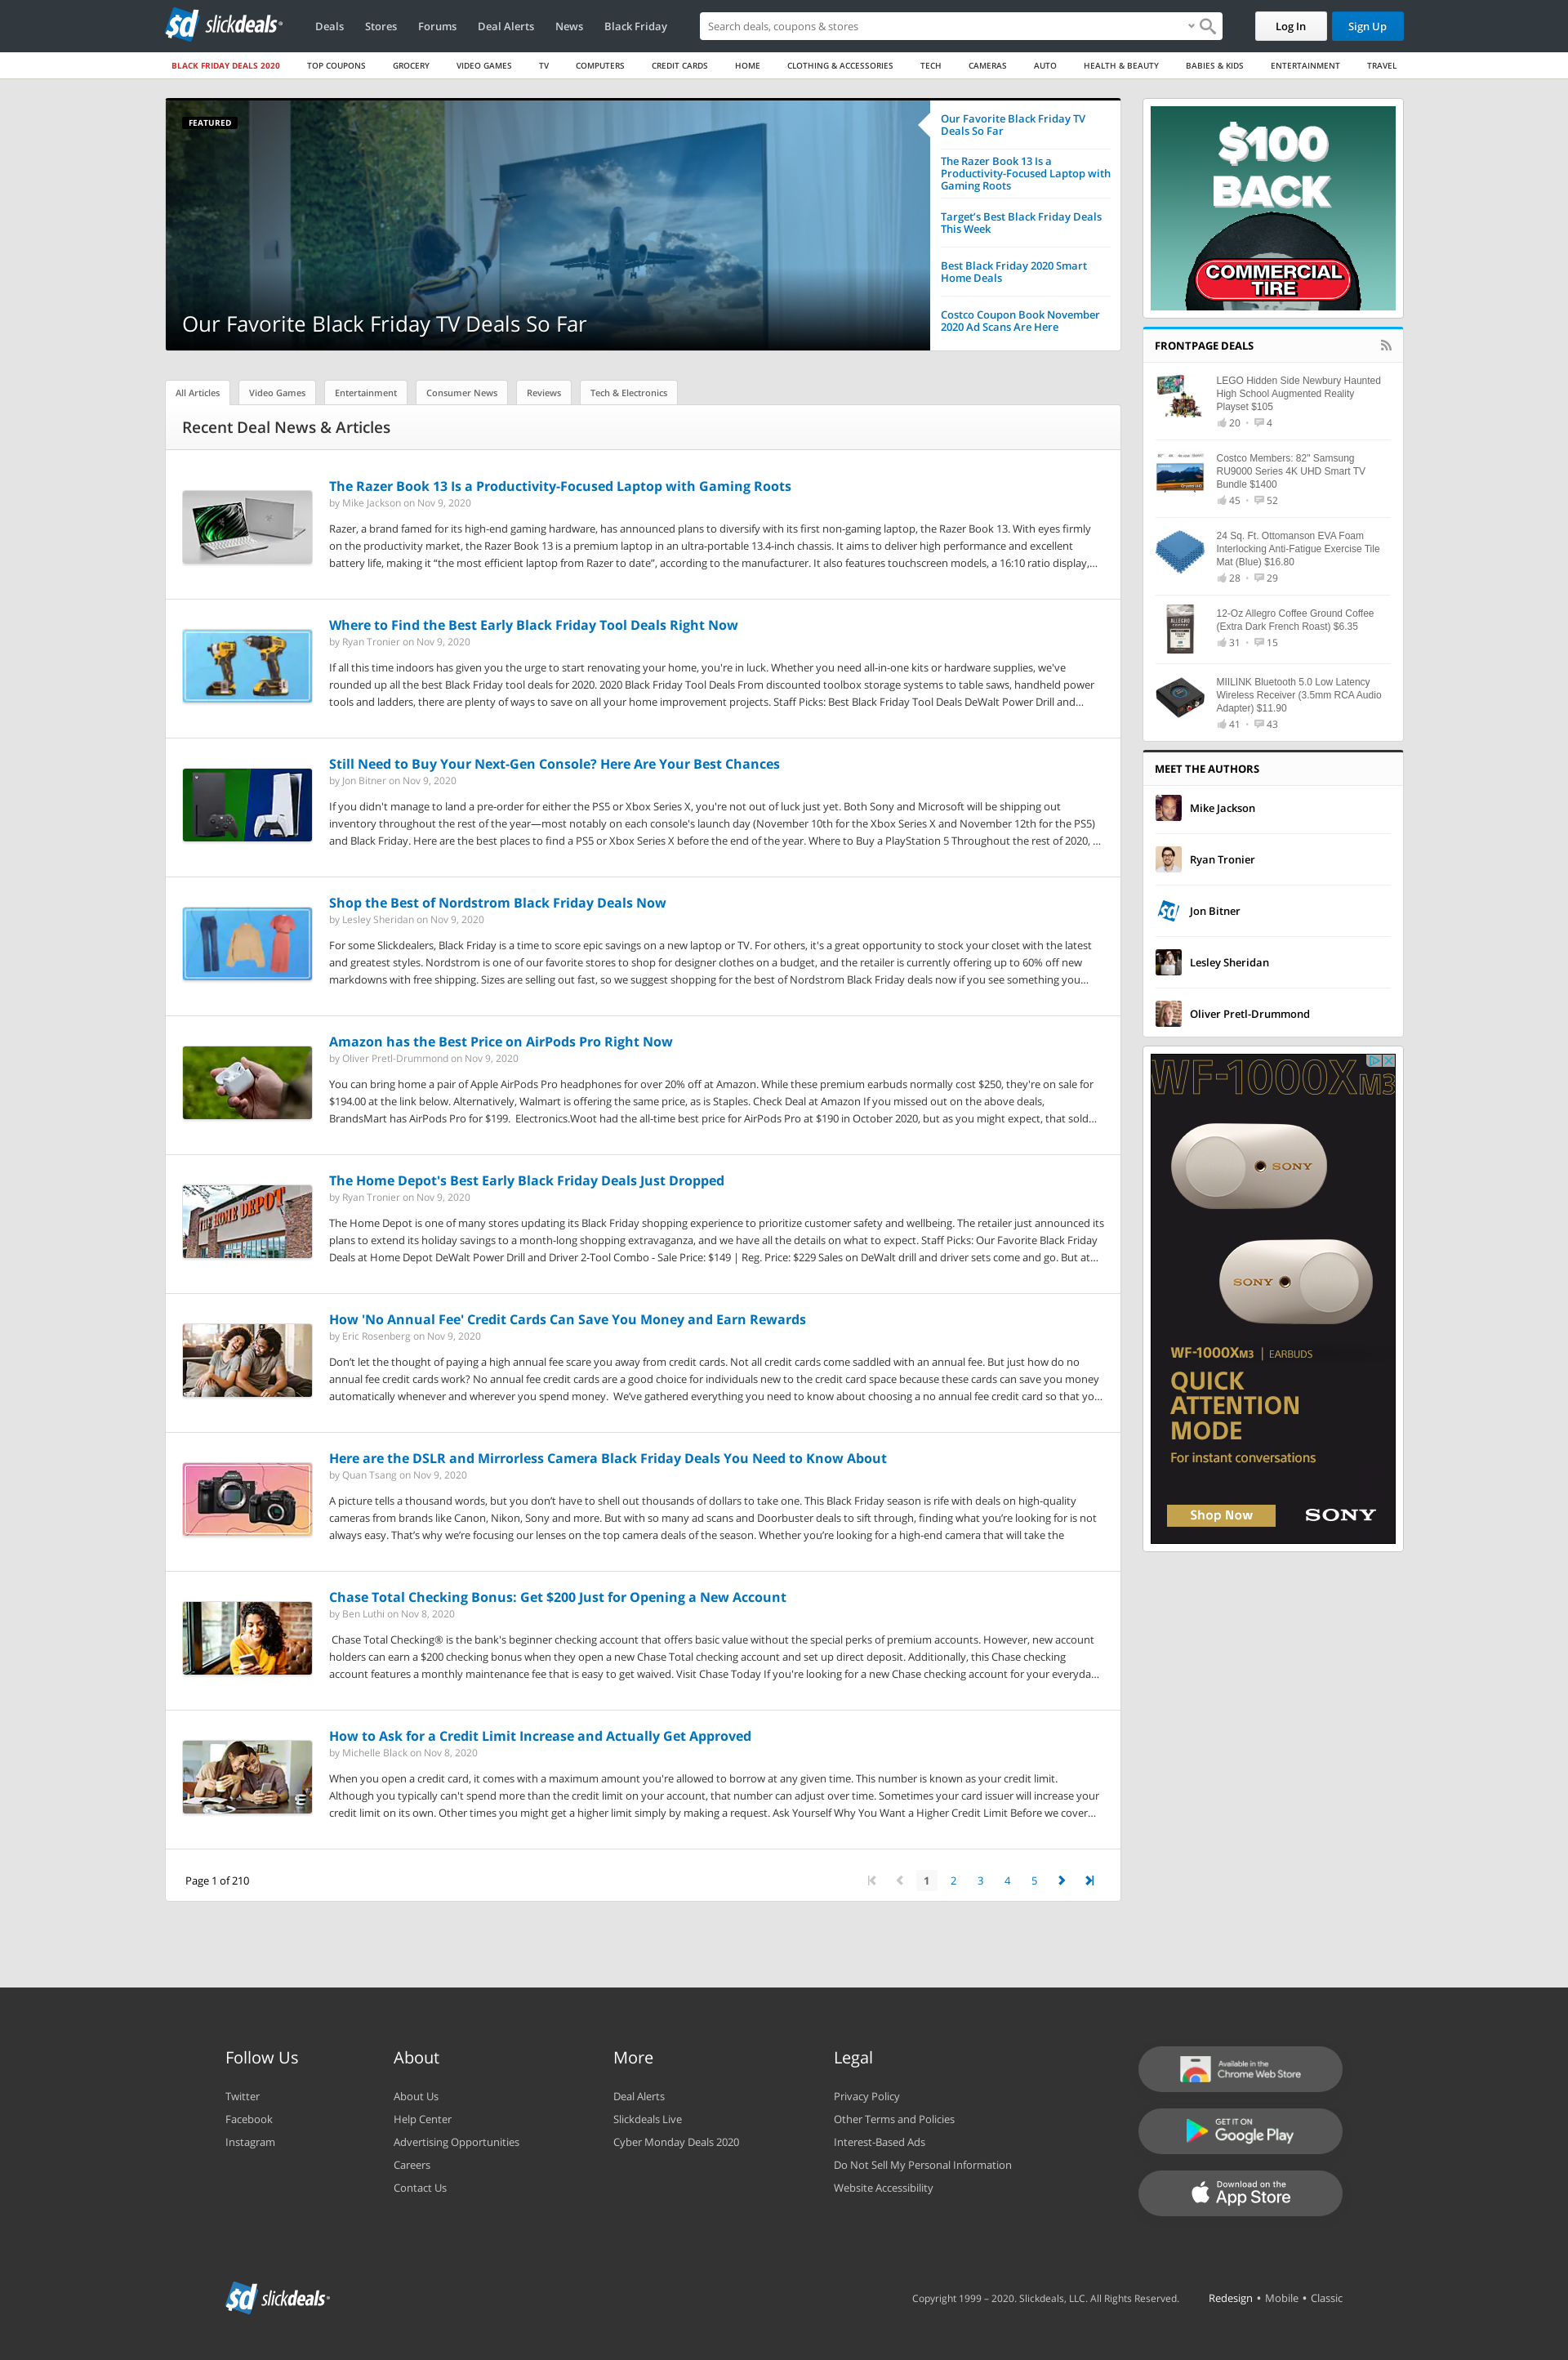 sd slickdeals
Deals Stores Forums Deal Alerts News Black Friday
Search deals, coupons & stores
Log In
Sign Up
BLACK FRIDAY DEALS 2020 TOP COUPONS GROCERY VIDEO GAMES TV COMPUTERS CREDIT CARDS HOME CLOTHING & ACCESSORIES TECH CAMERAS AUTO HEALTH & BEAUTY BABIES & KIDS ENTERTAINMENT TRAVEL
FEATURED
Our Favorite Black Friday TV Deals So Far
Our Favorite Black Friday TV
Deals So Far
The Razer Book 13 Is a
Productivity-Focused Laptop with
Gaming Roots
Target's Best Black Friday Deals
This Week
Best Black Friday 2020 Smart
Home Deals
Costco Coupon Book November
2020 Ad Scans Are Here
All Articles Video Games Entertainment Consumer News Reviews Tech & Electronics
Recent Deal News & Articles
The Razer Book 13 Is a Productivity-Focused Laptop with Gaming Roots
by Mike Jackson on Nov 9, 2020
Razer, a brand famed for its high-end gaming hardware, has announced plans to diversify with its first non-gaming laptop, the Razer Book 13. With eyes firmly
on the productivity market, the Razer Book 13 is a premium laptop in an ultra-portable 13.4-inch chassis. It aims to deliver high performance and excellent
battery life, making it “the most efficient laptop from Razer to date”, according to the manufacturer. It also features touchscreen models, a 16:10 ratio display,...
Where to Find the Best Early Black Friday Tool Deals Right Now
by Ryan Tronier on Nov 9, 2020
If all this time indoors has given you the urge to start renovating your home, you're in luck. Whether you need all-in-one kits or hardware supplies, we've
rounded up all the best Black Friday tool deals for 2020. 2020 Black Friday Tool Deals From discounted toolbox storage systems to table saws, handheld power
tools and ladders, there are plenty of ways to save on all your home improvement projects. Staff Picks: Best Black Friday Tool Deals DeWalt Power Drill and...
Still Need to Buy Your Next-Gen Console? Here Are Your Best Chances
by Jon Bitner on Nov 9, 2020
If you didn't manage to land a pre-order for either the PS5 or Xbox Series X, you're not out of luck just yet. Both Sony and Microsoft will be shipping out
inventory throughout the rest of the year—most notably on each console's launch day (November 10th for the Xbox Series X and November 12th for the PS5)
and Black Friday. Here are the best places to find a PS5 or Xbox Series X before the end of the year. Where to Buy a PlayStation 5 Throughout the rest of 2020, ...
Shop the Best of Nordstrom Black Friday Deals Now
by Lesley Sheridan on Nov 9, 2020
For some Slickdealers, Black Friday is a time to score epic savings on a new laptop or TV. For others, it's a great opportunity to stock your closet with the latest
and greatest styles. Nordstrom is one of our favorite stores to shop for designer clothes on a budget, and the retailer is currently offering up to 60% off new
markdowns with free shipping. Sizes are selling out fast, so we suggest shopping for the best of Nordstrom Black Friday deals now if you see something you...
Amazon has the Best Price on AirPods Pro Right Now
by Oliver Pretl-Drummond on Nov 9, 2020
You can bring home a pair of Apple AirPods Pro headphones for over 20% off at Amazon. While these premium earbuds normally cost $250, they're on sale for
$194.00 at the link below. Alternatively, Walmart is offering the same price, as is Staples. Check Deal at Amazon If you missed out on the above deals,
BrandsMart has AirPods Pro for $199. Electronics.Woot had the all-time best price for AirPods Pro at $190 in October 2020, but as you might expect, that sold...
THE HOME DEPOT
The Home Depot's Best Early Black Friday Deals Just Dropped
by Ryan Tronier on Nov 9, 2020
The Home Depot is one of many stores updating its Black Friday shopping experience to prioritize customer safety and wellbeing. The retailer just announced its
plans to extend its holiday savings to a month-long shopping extravaganza, and we have all the details on what to expect. Staff Picks: Our Favorite Black Friday
Deals at Home Depot DeWalt Power Drill and Driver 2-Tool Combo - Sale Price: $149 | Reg. Price: $229 Sales on DeWalt drill and driver sets come and go. But at...
How 'No Annual Fee' Credit Cards Can Save You Money and Earn Rewards
by Eric Rosenberg on Nov 9, 2020
Don’t let the thought of paying a high annual fee scare you away from credit cards. Not all credit cards come saddled with an annual fee. But just how do no
annual fee credit cards work? No annual fee credit cards are a good choice for individuals new to the credit card space because these cards can save you money
automatically whenever and wherever you spend money. We’ve gathered everything you need to know about choosing a no annual fee credit card so that yo...
Here are the DSLR and Mirrorless Camera Black Friday Deals You Need to Know About
by Quan Tsang on Nov 9, 2020
A picture tells a thousand words, but you don’t have to shell out thousands of dollars to take one. This Black Friday season is rife with deals on high-quality
cameras from brands like Canon, Nikon, Sony and more. But with so many ad scans and Doorbuster deals to sift through, finding what you’re looking for is not
always easy. That’s why we’re focusing our lenses on the top camera deals of the season. Whether you’re looking for a high-end camera that will take the
Chase Total Checking Bonus: Get $200 Just for Opening a New Account
by Ben Luthi on Nov 8, 2020
Chase Total Checking® is the bank's beginner checking account that offers basic value without the special perks of premium accounts. However, new account
holders can earn a $200 checking bonus when they open a new Chase Total checking account and set up direct deposit. Additionally, this Chase checking
account features a monthly maintenance fee that is easy to get waived. Visit Chase Today If you're looking for a new Chase checking account for your everyda...
How to Ask for a Credit Limit Increase and Actually Get Approved
by Michelle Black on Nov 8, 2020
When you open a credit card, it comes with a maximum amount you're allowed to borrow at any given time. This number is known as your credit limit.
Although you typically can't spend more than the credit limit on your account, that number can adjust over time. Sometimes your card issuer will increase your
credit limit on its own. Other times you might get a higher limit simply by making a request. Ask Yourself Why You Want a Higher Credit Limit Before we cover...
Page 1 of 210
1 2 3 4 5
$100
BACK
COMMERCIAL
TIRE
FRONTPAGE DEALS
LEGO Hidden Side Newbury Haunted
High School Augmented Reality
Playset $105
20 • 4
Costco Members: 82" Samsung
RU9000 Series 4K UHD Smart TV
Bundle $1400
45 • 52
24 Sq. Ft. Ottomanson EVA Foam
Interlocking Anti-Fatigue Exercise Tile
Mat (Blue) $16.80
28 • 29
ALLEGRO
12-Oz Allegro Coffee Ground Coffee
(Extra Dark French Roast) $6.35
31 • 15
MIILINK Bluetooth 5.0 Low Latency
Wireless Receiver (3.5mm RCA Audio
Adapter) $11.90
41 • 43
MEET THE AUTHORS
Mike Jackson
Ryan Tronier
sd
Jon Bitner
Lesley Sheridan
Oliver Pretl-Drummond
WF-1000XM3
SONY
SONY
WF-1000XM3 | EARBUDS
QUICK
ATTENTION
MODE
For instant conversations
Shop Now
SONY
Follow Us
Twitter
Facebook
Instagram
About
About Us
Help Center
Advertising Opportunities
Careers
Contact Us
More
Deal Alerts
Slickdeals Live
Cyber Monday Deals 2020
Legal
Privacy Policy
Other Terms and Policies
Interest-Based Ads
Do Not Sell My Personal Information
Website Accessibility
Available in the
Chrome Web Store
GET IT ON
Google Play
Download on the
App Store
sd slickdeals
Copyright 1999 – 2020. Slickdeals, LLC. All Rights Reserved.
Redesign • Mobile • Classic